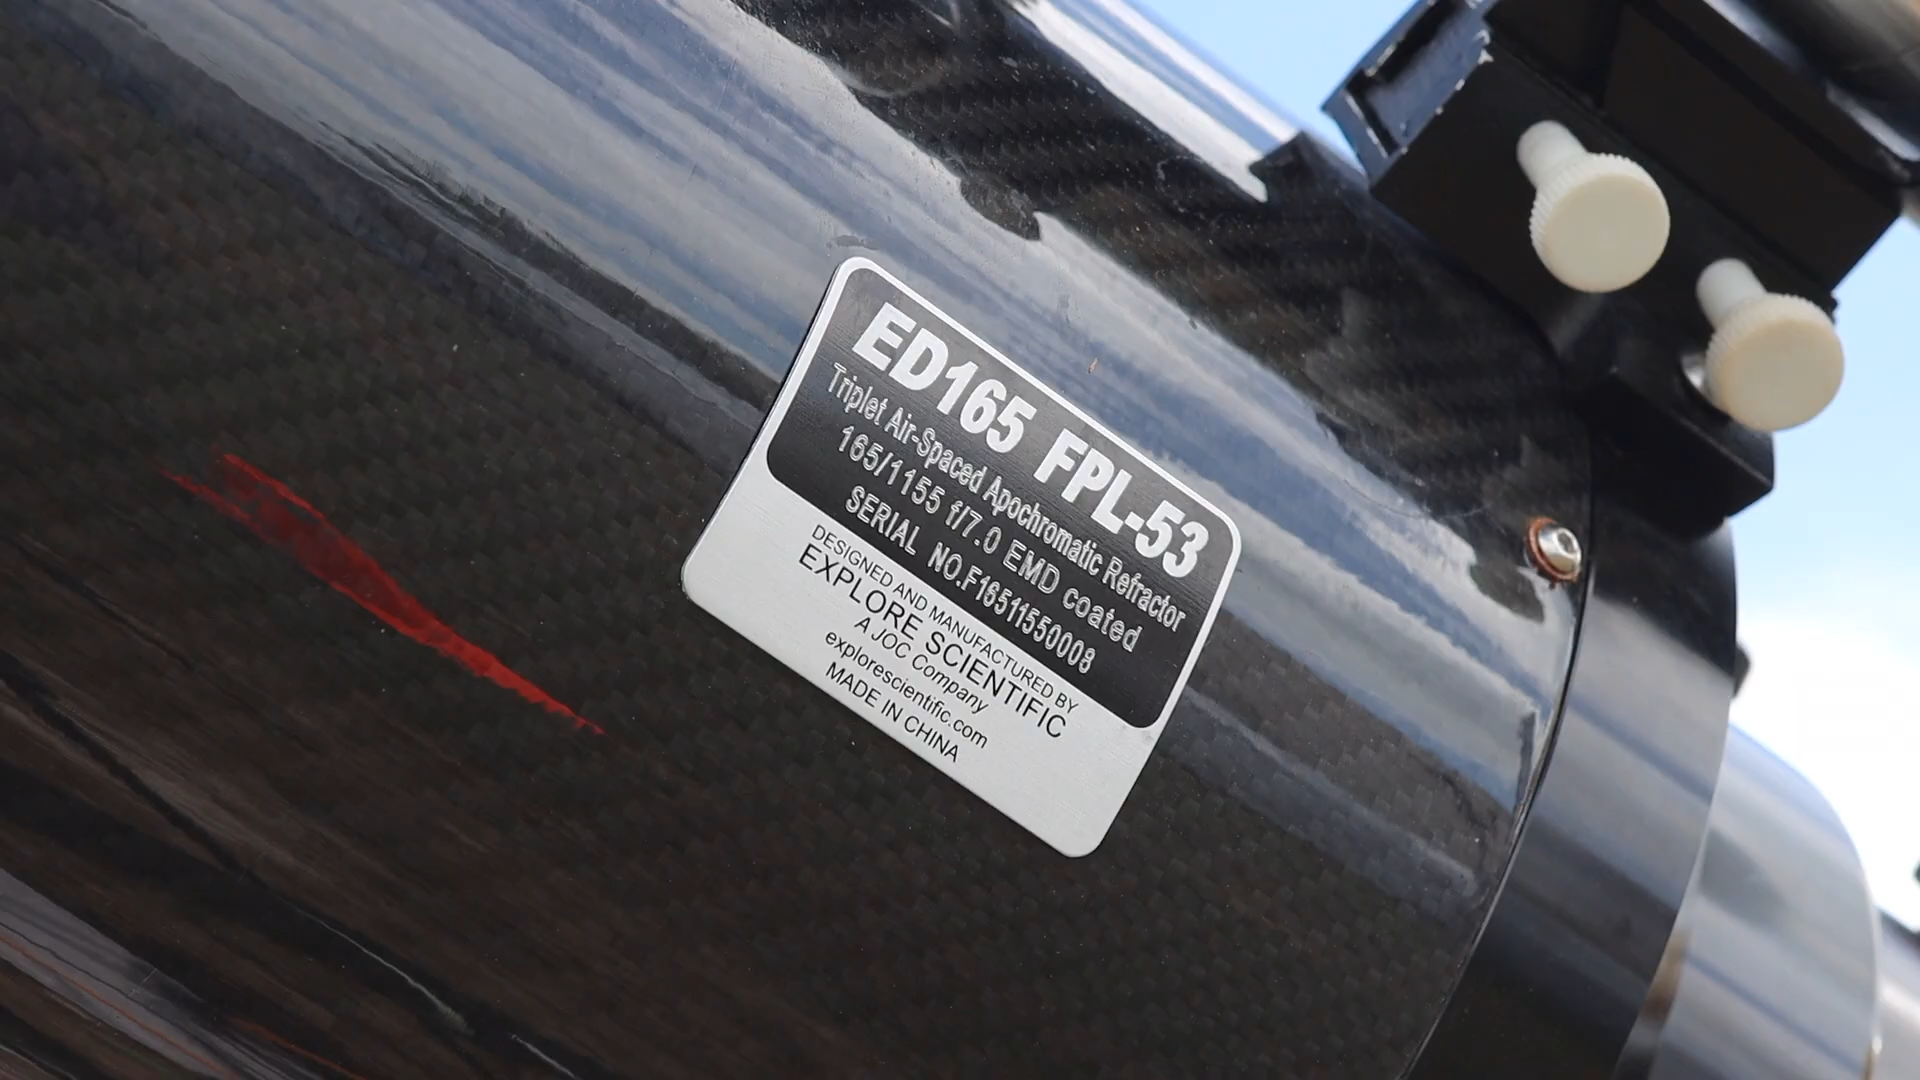 ED165 FPL-53
Triplet Air-Spaced Apochromatic Refractor
165/1155 f/7.0 EMD coated
SERIAL NO.F16511550008
DESIGNED AND MANUFACTURED BY
EXPLORE SCIENTIFIC
A JOC Company
explorescientific.com
MADE IN CHINA